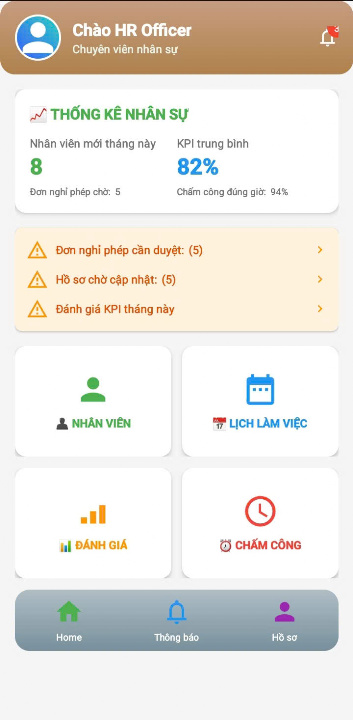 Chào HR Officer
Chuyên viên nhân sự
📈 THỐNG KÊ NHÂN SỰ
Nhân viên mới tháng này
KPI trung bình
8
82%
Đơn nghỉ phép chờ: 5
Chấm công đúng giờ: 94%
Đơn nghỉ phép cần duyệt: (5)
Hồ sơ chờ cập nhật: (5)
Đánh giá KPI tháng này
👤 NHÂN VIÊN
📅 LỊCH LÀM VIỆC
📊 ĐÁNH GIÁ
⏰ CHẤM CÔNG
Home
Thông báo
Hồ sơ